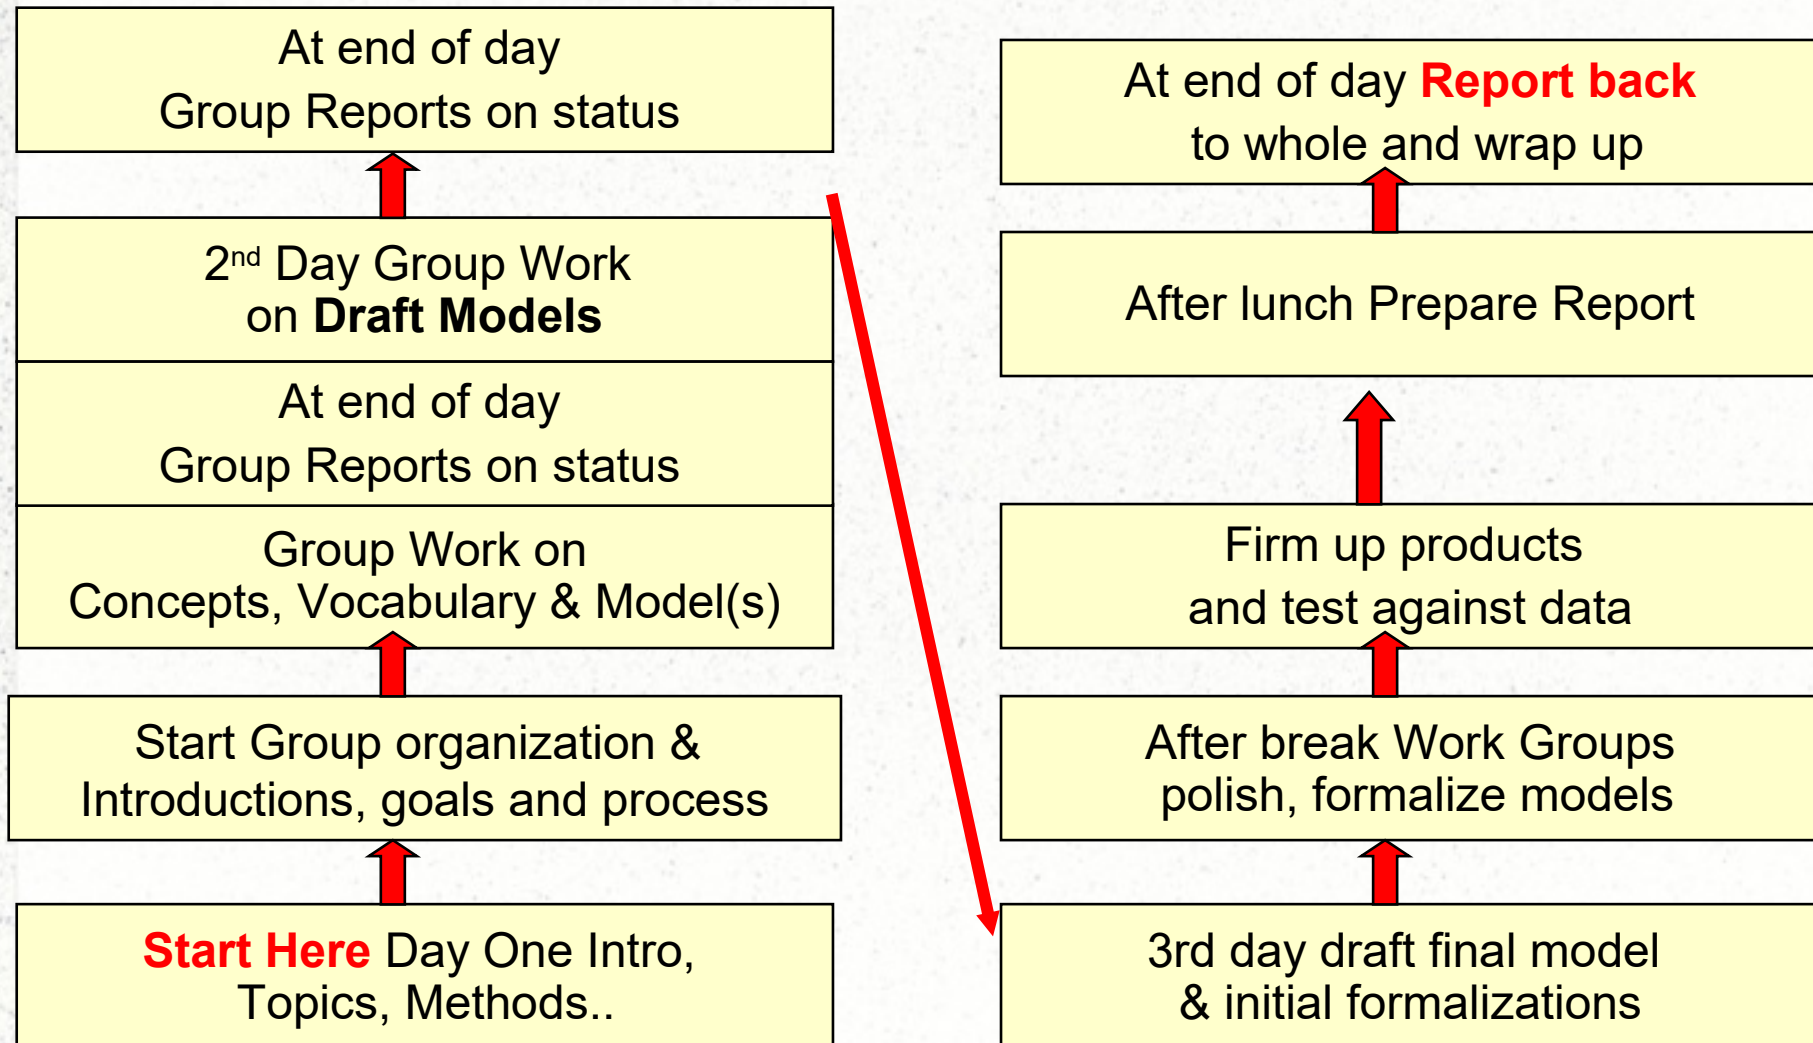 At end of day
Group Reports on status
2nd Day Group Work
on Draft Models
At end of day
Group Reports on status
Group Work on
Concepts, Vocabulary & Model(s)
Start Group organization &
Introductions, goals and process
Start Here Day One Intro,
Topics, Methods..
At end of day Report back
to whole and wrap up
After lunch Prepare Report
Firm up products
and test against data
After break Work Groups
polish, formalize models
3rd day draft final model
& initial formalizations